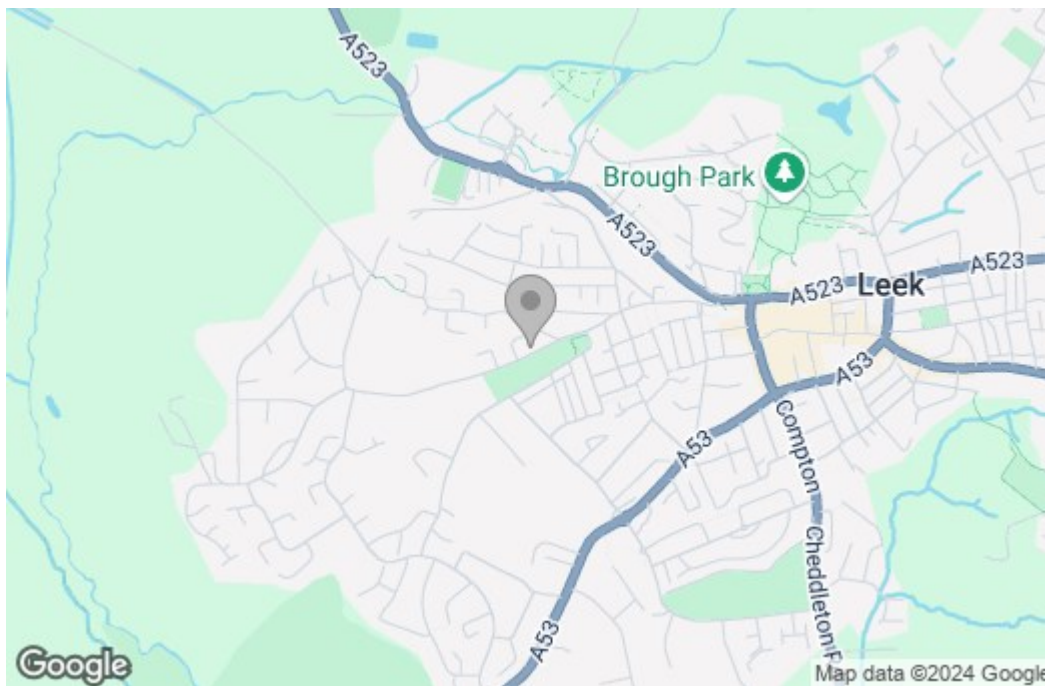 A523
Brough Park
A523
A523
A523
Leek
A53
A53
Compton
Cheddleton R
A53
Google
Map data ©2024 Google